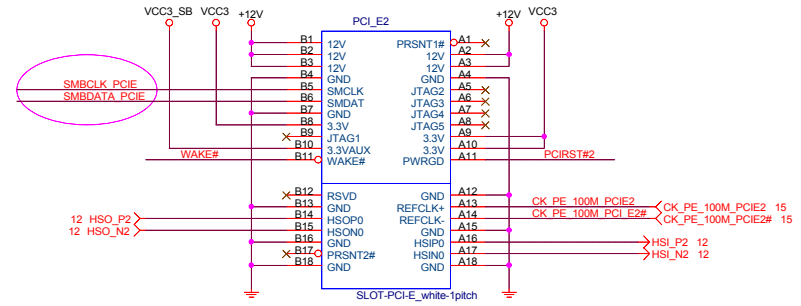 VCC3_SB VCC3 +12V PCI_E2 +12V VCC3
B1 12V PRSNT1# A1
B2 12V 12V A2
B3 12V 12V A3
B4 GND GND A4
SMBCLK_PCIE B5 SMCLK JTAG2 A5
SMBDATA_PCIE B6 SMDAT JTAG3 A6
B7 GND JTAG4 A7
B8 3.3V JTAG5 A8
B9 JTAG1 3.3V A9
B10 3.3VAUX 3.3V A10
WAKE# B11 WAKE# PWRGD A11 PCIRST#2
B12 RSVD GND A12
B13 GND REFCLK+ A13 CK_PE_100M_PCIE2 CK_PE_100M_PCIE2 15
12 HSO_P2 B14 HSOP0 REFCLK- A14 CK_PE_100M_PCI_E2# CK_PE_100M_PCIE2# 15
12 HSO_N2 B15 HSON0 GND A15
B16 GND HSIP0 A16 HSI_P2 12
B17 PRSNT2# HSIN0 A17 HSI_N2 12
B18 GND GND A18
SLOT-PCI-E_white-1pitch